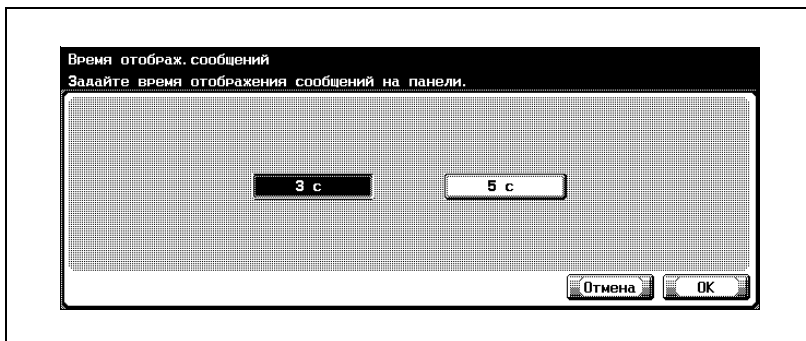 Время отображ.сообщений
Задайте время отображения сообщений на панели.
3 с 5 с
Отмена OK